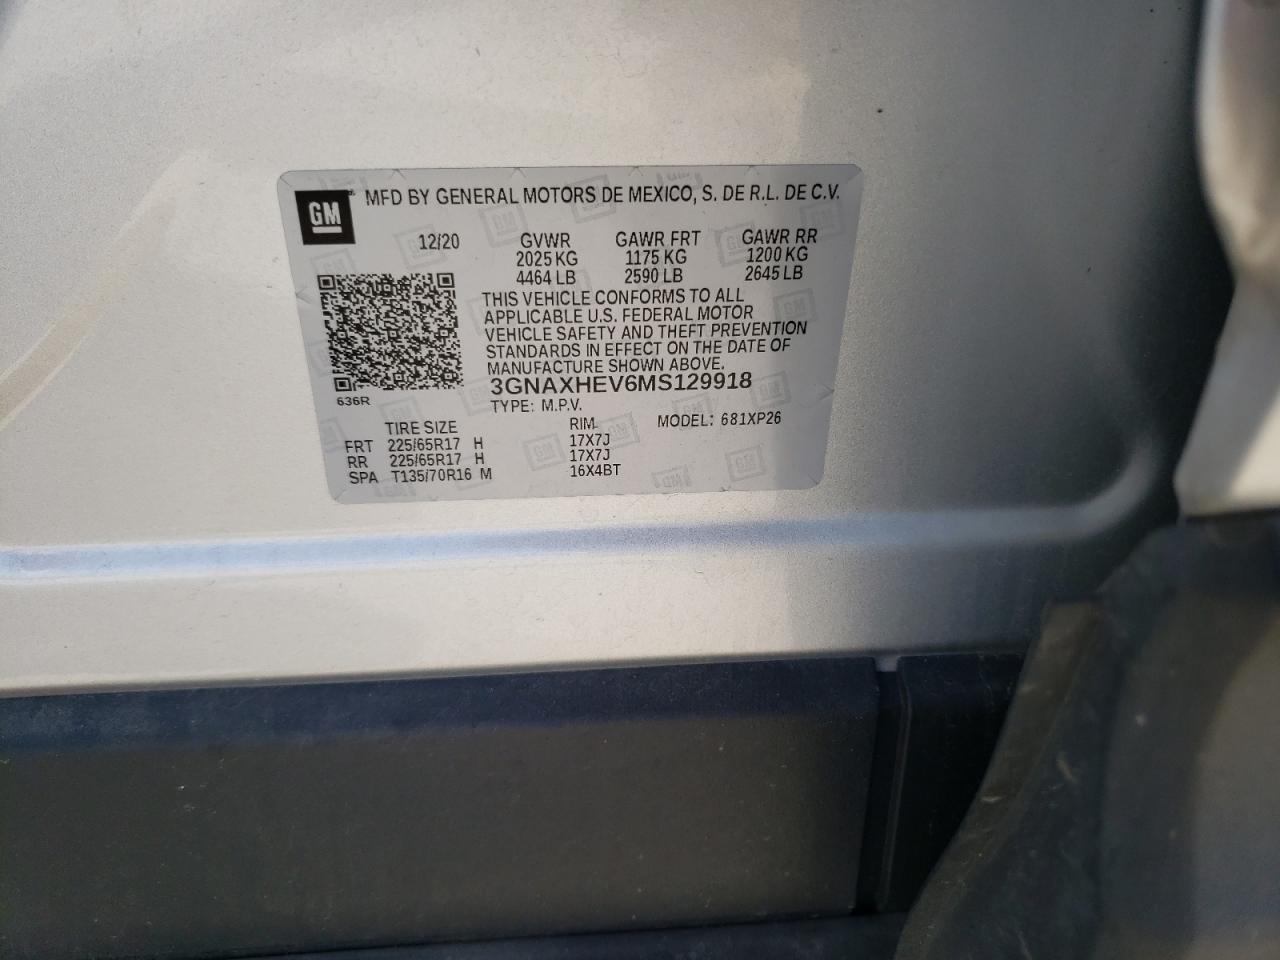 GM MFD BY GENERAL MOTORS DE MEXICO, S. DE R.L. DE C.V.
12/20 GVWR GAWR FRT GAWR RR
2025 KG 1175 KG 1200 KG
4464 LB 2590 LB 2645 LB
THIS VEHICLE CONFORMS TO ALL
APPLICABLE U.S. FEDERAL MOTOR
VEHICLE SAFETY AND THEFT PREVENTION
STANDARDS IN EFFECT ON THE DATE OF
MANUFACTURE SHOWN ABOVE.
3GNAXHEV6MS129918
636R
TYPE: M.P.V.
TIRE SIZE RIM MODEL: 681XP26
FRT 225/65R17 H 17X7J
RR 225/65R17 H 17X7J
SPA T135/70R16 M 16X4BT